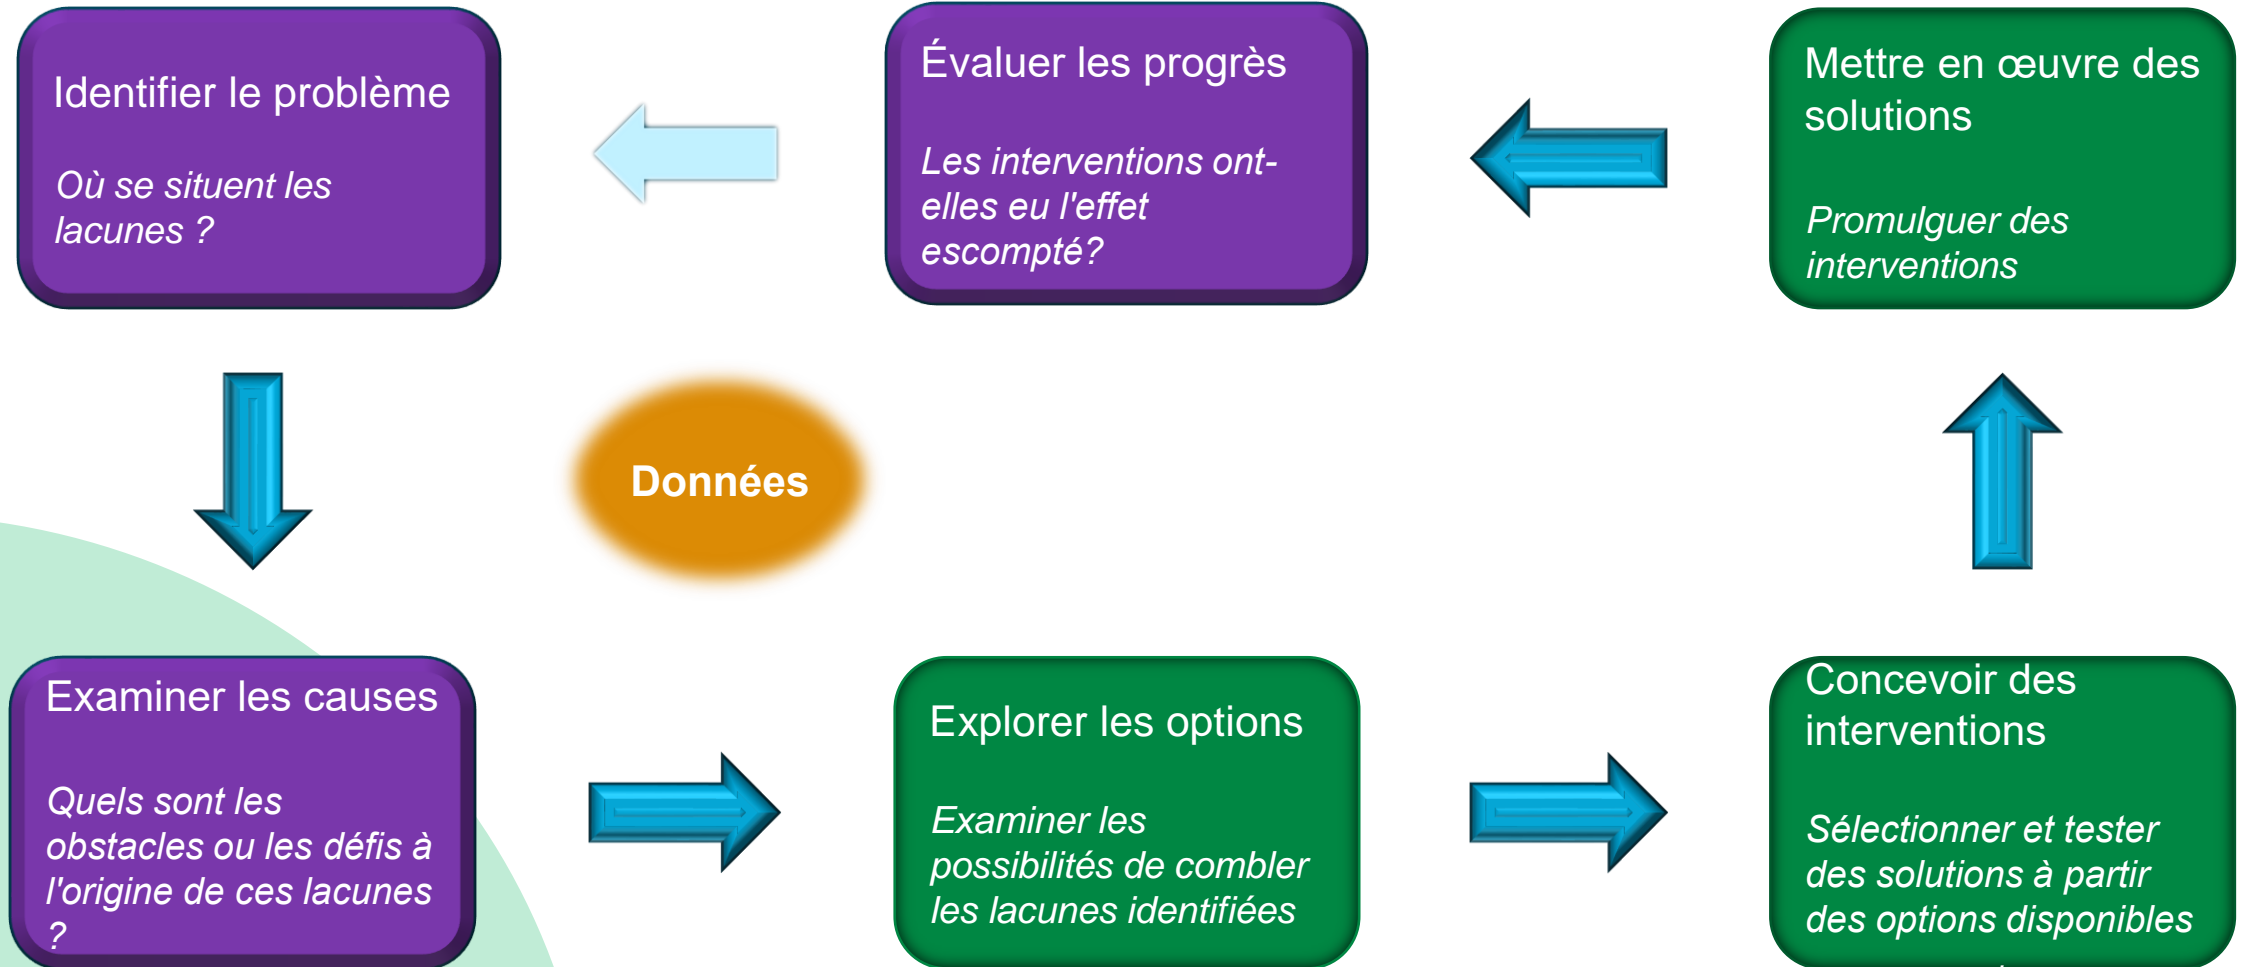 Identifier le problème
Où se situent les
lacunes ?
Évaluer les progrès
Les interventions ont-
elles eu l'effet
escompté?
Mettre en œuvre des
solutions
Promulguer des
interventions
Données
Examiner les causes
Quels sont les
obstacles ou les défis à
l'origine de ces lacunes
?
Explorer les options
Examiner les
possibilités de combler
les lacunes identifiées
Concevoir des
interventions
Sélectionner et tester
des solutions à partir
des options disponibles